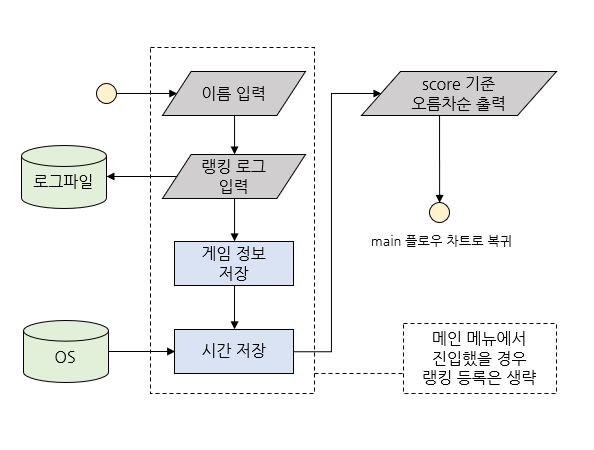 이름 입력
score 기준
오름차순 출력
랭킹 로그
입력
로그파일
main 플로우 차트로 복귀
게임 정보
저장
OS
시간 저장
메인 메뉴에서
진입했을 경우
랭킹 등록은 생략